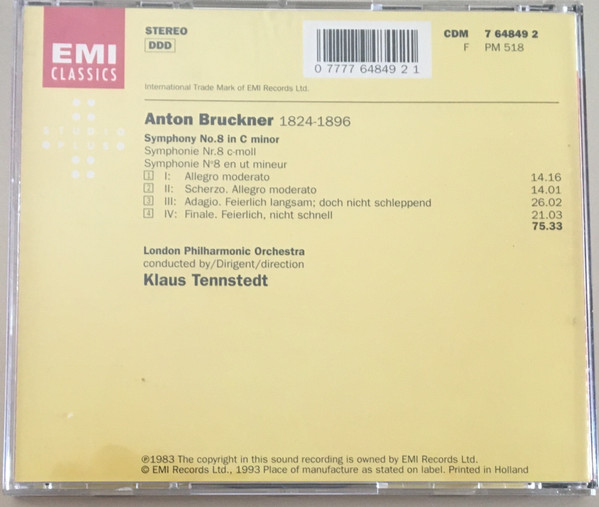 EMI
CLASSICS
STEREO
DDD
CDM 7 64849 2
F PM 518
0 7777 64849 2 1
International Trade Mark of EMI Records Ltd.
STUDIO
PLUS
Anton Bruckner 1824-1896
Symphony No.8 in C minor
Symphonie Nr.8 c-moll
Symphonie N°8 en ut mineur
1 I: Allegro moderato 14.16
2 II: Scherzo. Allegro moderato 14.01
3 III: Adagio. Feierlich langsam; doch nicht schleppend 26.02
4 IV: Finale. Feierlich, nicht schnell 21.03
75.33
London Philharmonic Orchestra
conducted by/Dirigent/direction
Klaus Tennstedt
℗1983 The copyright in this sound recording is owned by EMI Records Ltd.
© EMI Records Ltd., 1993 Place of manufacture as stated on label. Printed in Holland